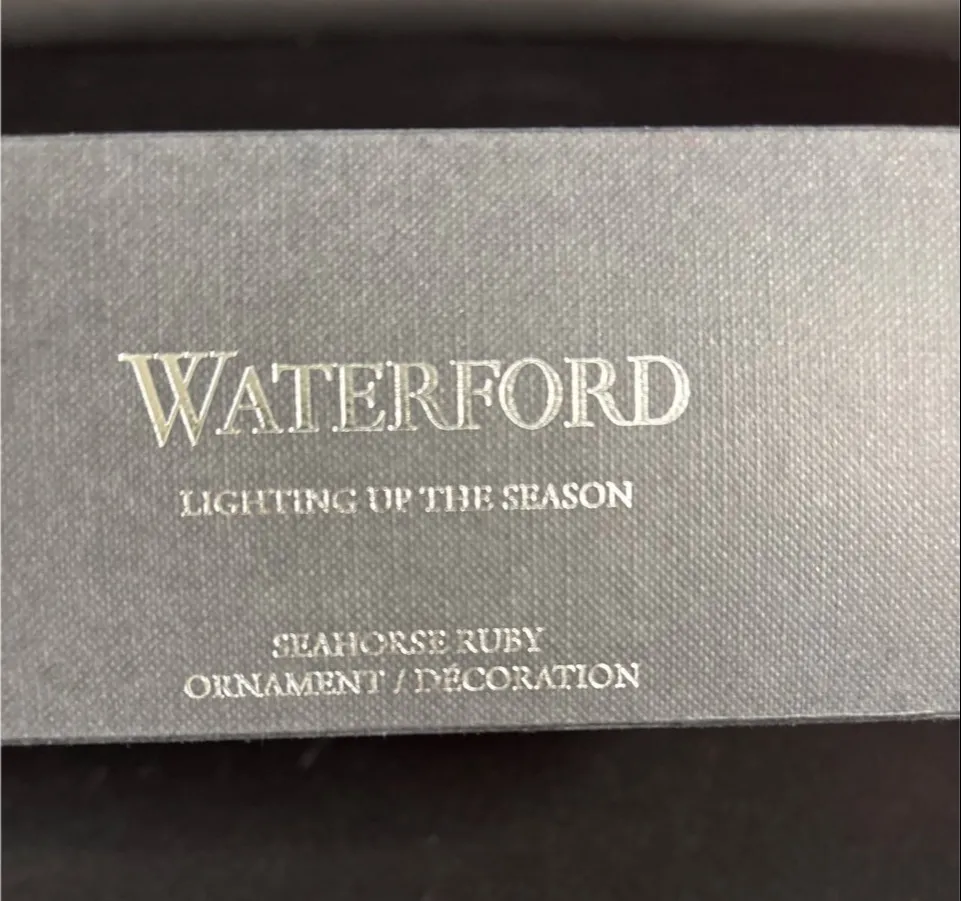 WATERFORD
LIGHTING UP THE SEASON
SEAHORSE RUBY
ORNAMENT / DÉCORATION